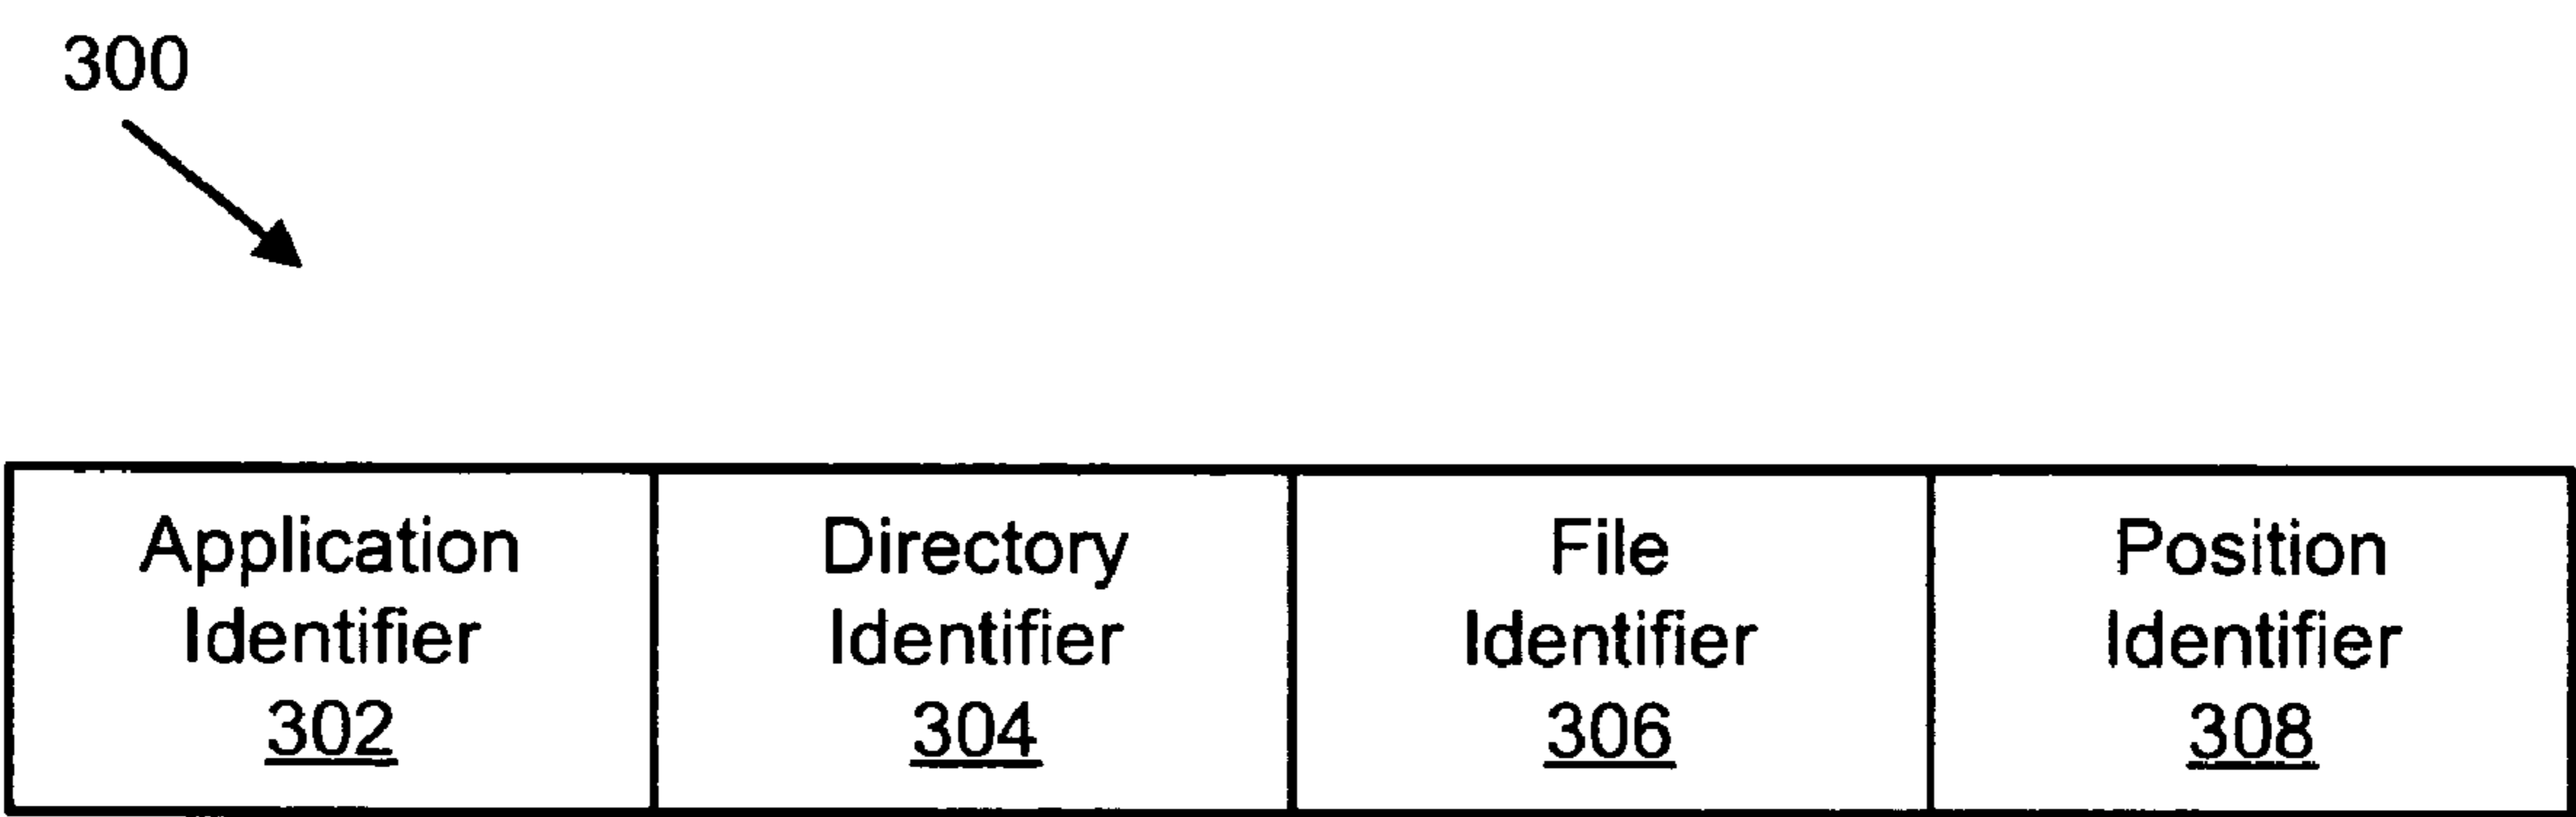 300
Application
Identifier
302
Directory
Identifier
304
File
Identifier
306
Position
Identifier
308